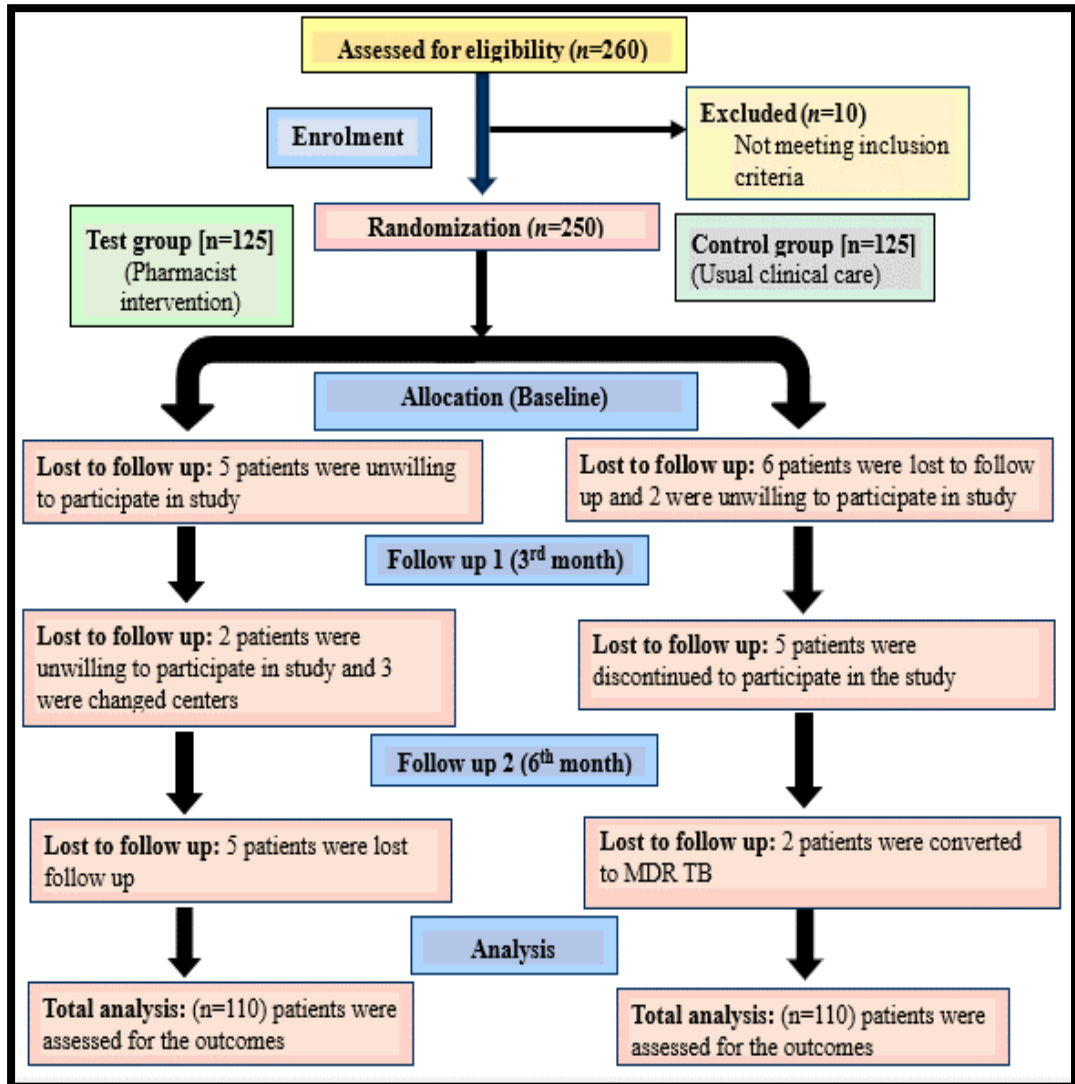 Assessed for eligibility (n=260)
Enrolment
Excluded (n=10)
Not meeting inclusion
criteria
Randomization (n=250)
Test group [n=125]
(Pharmacist
intervention)
Control group [n=125]
(Usual clinical care)
Allocation (Baseline)
Lost to follow up: 5 patients were unwilling
to participate in study
Lost to follow up: 6 patients were lost to follow
up and 2 were unwilling to participate in study
Follow up 1 (3rd month)
Lost to follow up: 2 patients were
unwilling to participate in study and 3
were changed centers
Lost to follow up: 5 patients were
discontinued to participate in the study
Follow up 2 (6th month)
Lost to follow up: 5 patients were lost
follow up
Lost to follow up: 2 patients were converted
to MDR TB
Analysis
Total analysis: (n=110) patients were
assessed for the outcomes
Total analysis: (n=110) patients were
assessed for the outcomes